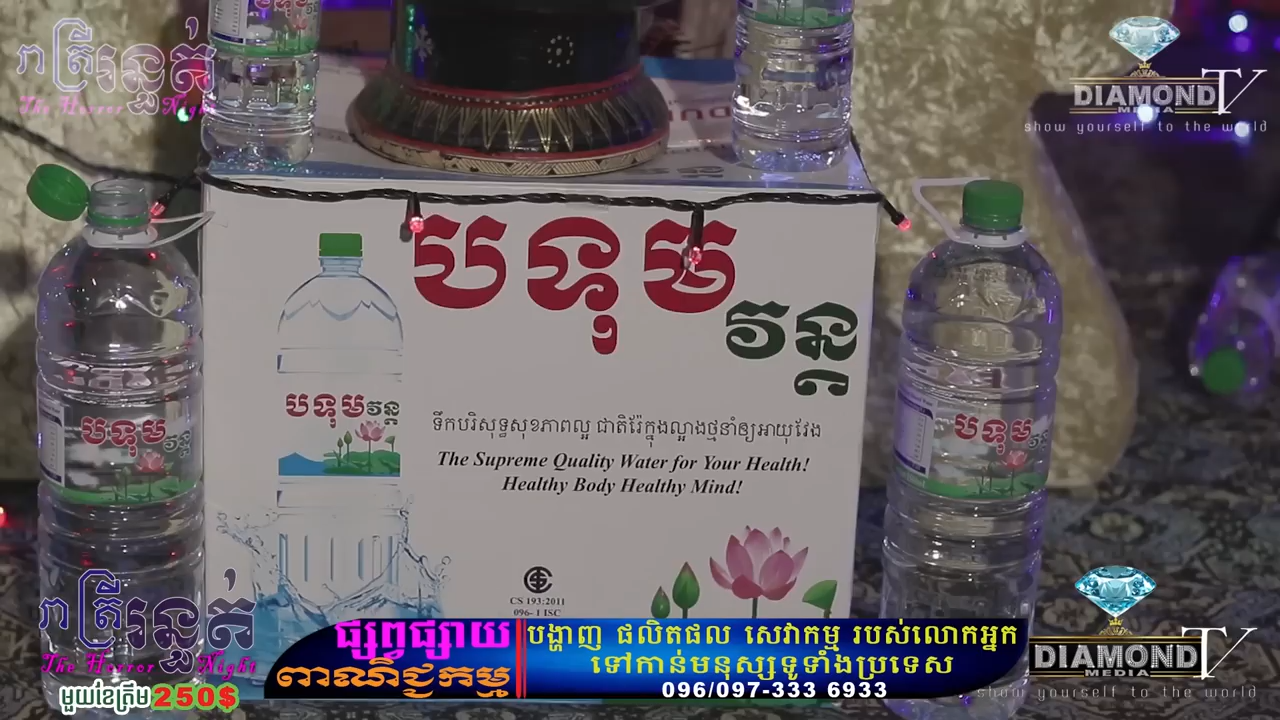 រាត្រីរន្ធត់
The Horror Night
DIAMOND TV
MEDIA
show yourself to the world
បទុម
វន្ត
បទុមវន្ត
ទឹកបរិសុទ្ធសុខភាពល្អ ជាតិរ៉ែក្នុងល្អាងថ្មនាំឲ្យអាយុវែង
The Supreme Quality Water for Your Health!
Healthy Body Healthy Mind!
បទុមវន្ត
បទុមវន្ត
CS 193:2011
096- 1 ISC
រាត្រីរន្ធត់
The Horror Night
មួយខែត្រឹម 250$
ផ្សព្វផ្សាយ
ពាណិជ្ជកម្ម
បង្ហាញ ផលិតផល សេវាកម្ម របស់លោកអ្នក
ទៅកាន់មនុស្សទូទាំងប្រទេស
096/097-333 6933
DIAMOND TV
MEDIA
show yourself to the world